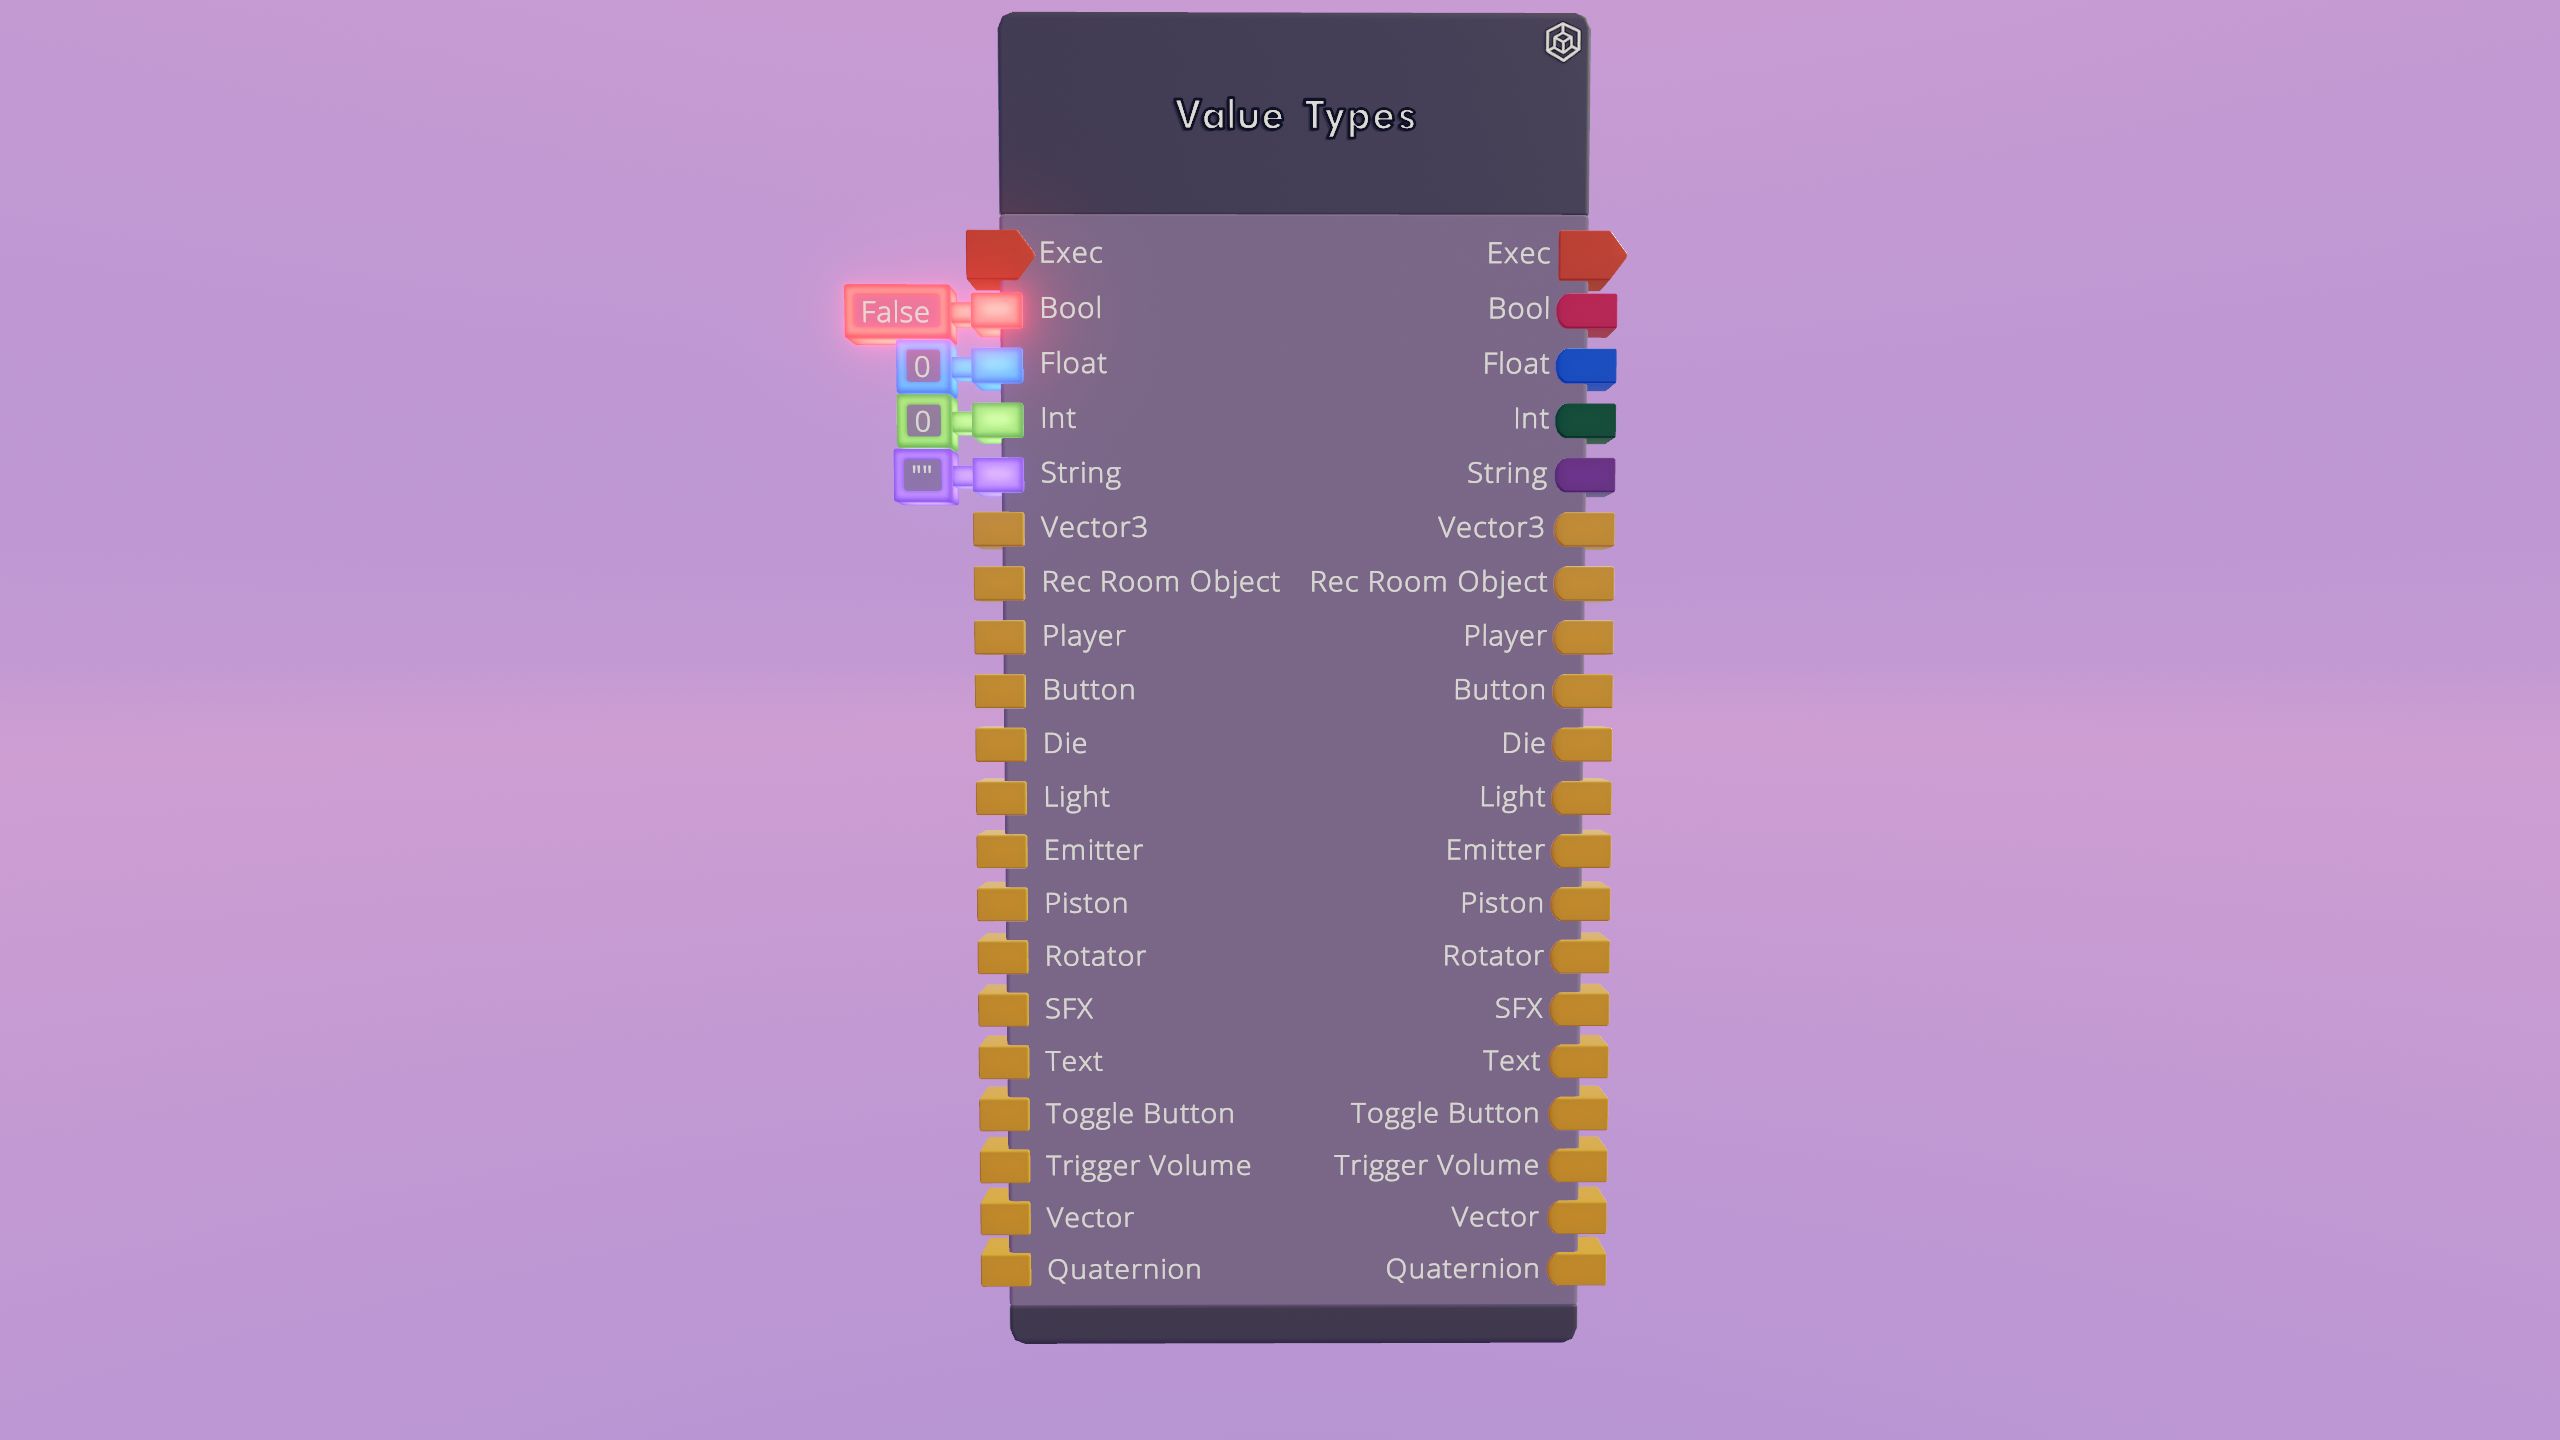 Value Types
Exec Exec
False Bool Bool
0 Float Float
0 Int Int
"" String String
Vector3 Vector3
Rec Room Object Rec Room Object
Player Player
Button Button
Die Die
Light Light
Emitter Emitter
Piston Piston
Rotator Rotator
SFX SFX
Text Text
Toggle Button Toggle Button
Trigger Volume Trigger Volume
Vector Vector
Quaternion Quaternion